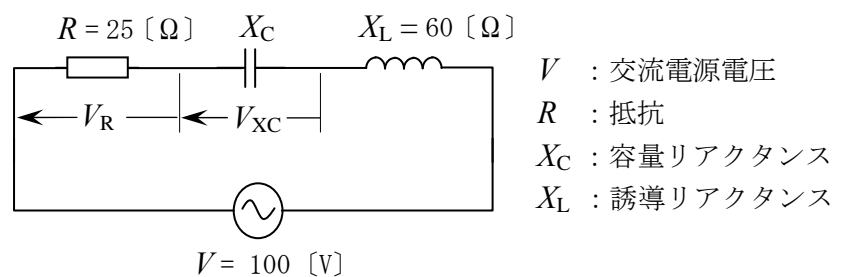 R = 25〔Ω〕 X_C X_L = 60〔Ω〕
V_R V_XC
V = 100〔V〕
V : 交流電源電圧
R : 抵抗
X_C : 容量リアクタンス
X_L : 誘導リアクタンス